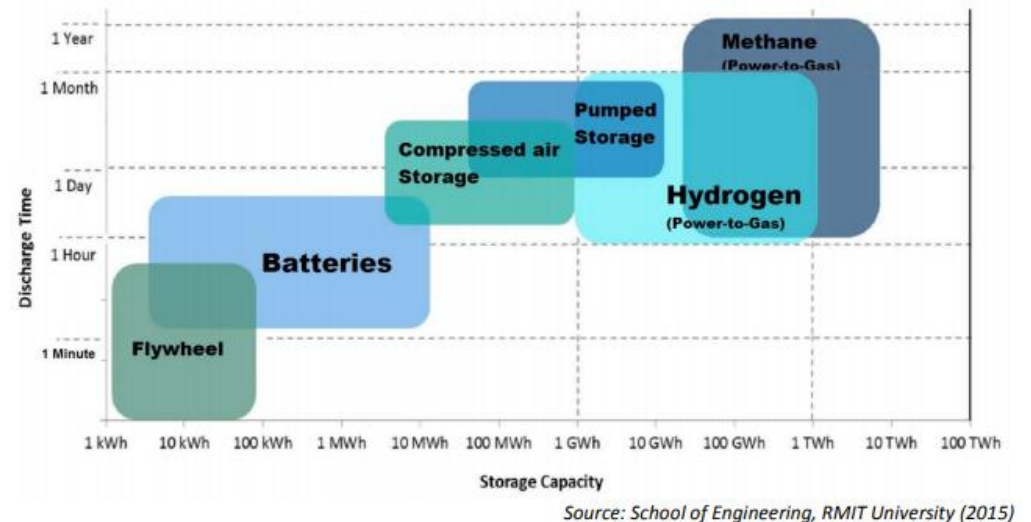 1 Year
1 Month
1 Day
1 Hour
1 Minute
Discharge Time
Methane
(Power-to-Gas)
Pumped
Storage
Compressed air
Storage
Hydrogen
(Power-to-Gas)
Batteries
Flywheel
1 kWh 10 kWh 100 kWh 1 MWh 10 MWh 100 MWh 1 GWh 10 GWh 100 GWh 1 TWh 10 TWh 100 TWh
Storage Capacity
Source: School of Engineering, RMIT University (2015)